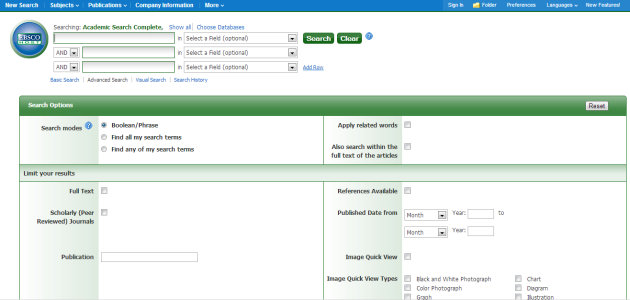 New Search Subjects Publications Company Information More Sign In Folder Preferences Languages New Features!
EBSCO
HOST
Searching: Academic Search Complete, Show all Choose Databases
in Select a Field (optional) Search Clear ?
AND in Select a Field (optional)
AND in Select a Field (optional) Add Row
Basic Search Advanced Search Visual Search Search History
Search Options Reset
Search modes ? Boolean/Phrase
Find all my search terms
Find any of my search terms
Apply related words
Also search within the
full text of the articles
Limit your results
Full Text References Available
Scholarly (Peer
Reviewed) Journals
Published Date from Month Year: to
Month Year:
Publication Image Quick View
Image Quick View Types Black and White Photograph Chart
Color Photograph Diagram
Graph Illustration